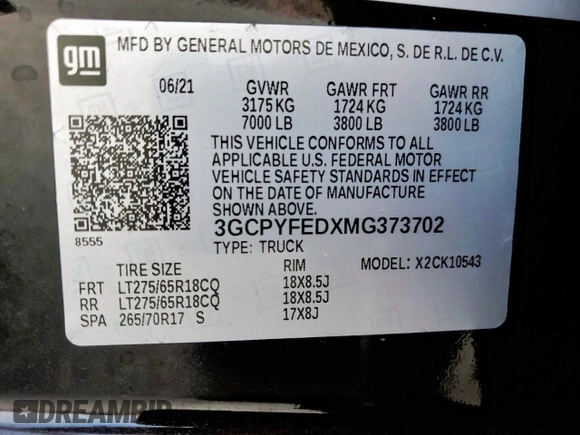 gm
MFD BY GENERAL MOTORS DE MEXICO, S. DE R.L. DE C.V.
06/21 GVWR GAWR FRT GAWR RR
3175 KG 1724 KG 1724 KG
7000 LB 3800 LB 3800 LB
THIS VEHICLE CONFORMS TO ALL
APPLICABLE U.S. FEDERAL MOTOR
VEHICLE SAFETY STANDARDS IN EFFECT
ON THE DATE OF MANUFACTURE
SHOWN ABOVE.
3GCPYFEDXMG373702
8555
TYPE: TRUCK
TIRE SIZE RIM MODEL: X2CK10543
FRT LT275/65R18CQ 18X8.5J
RR LT275/65R18CQ 18X8.5J
SPA 265/70R17 S 17X8J
DREAMBID